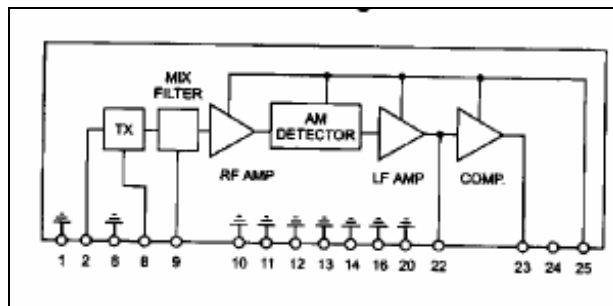 MIX
FILTER
TX
AM
DETECTOR
RF AMP
LF AMP
COMP.
1 2 6 8 9 10 11 12 13 14 16 20 22 23 24 25